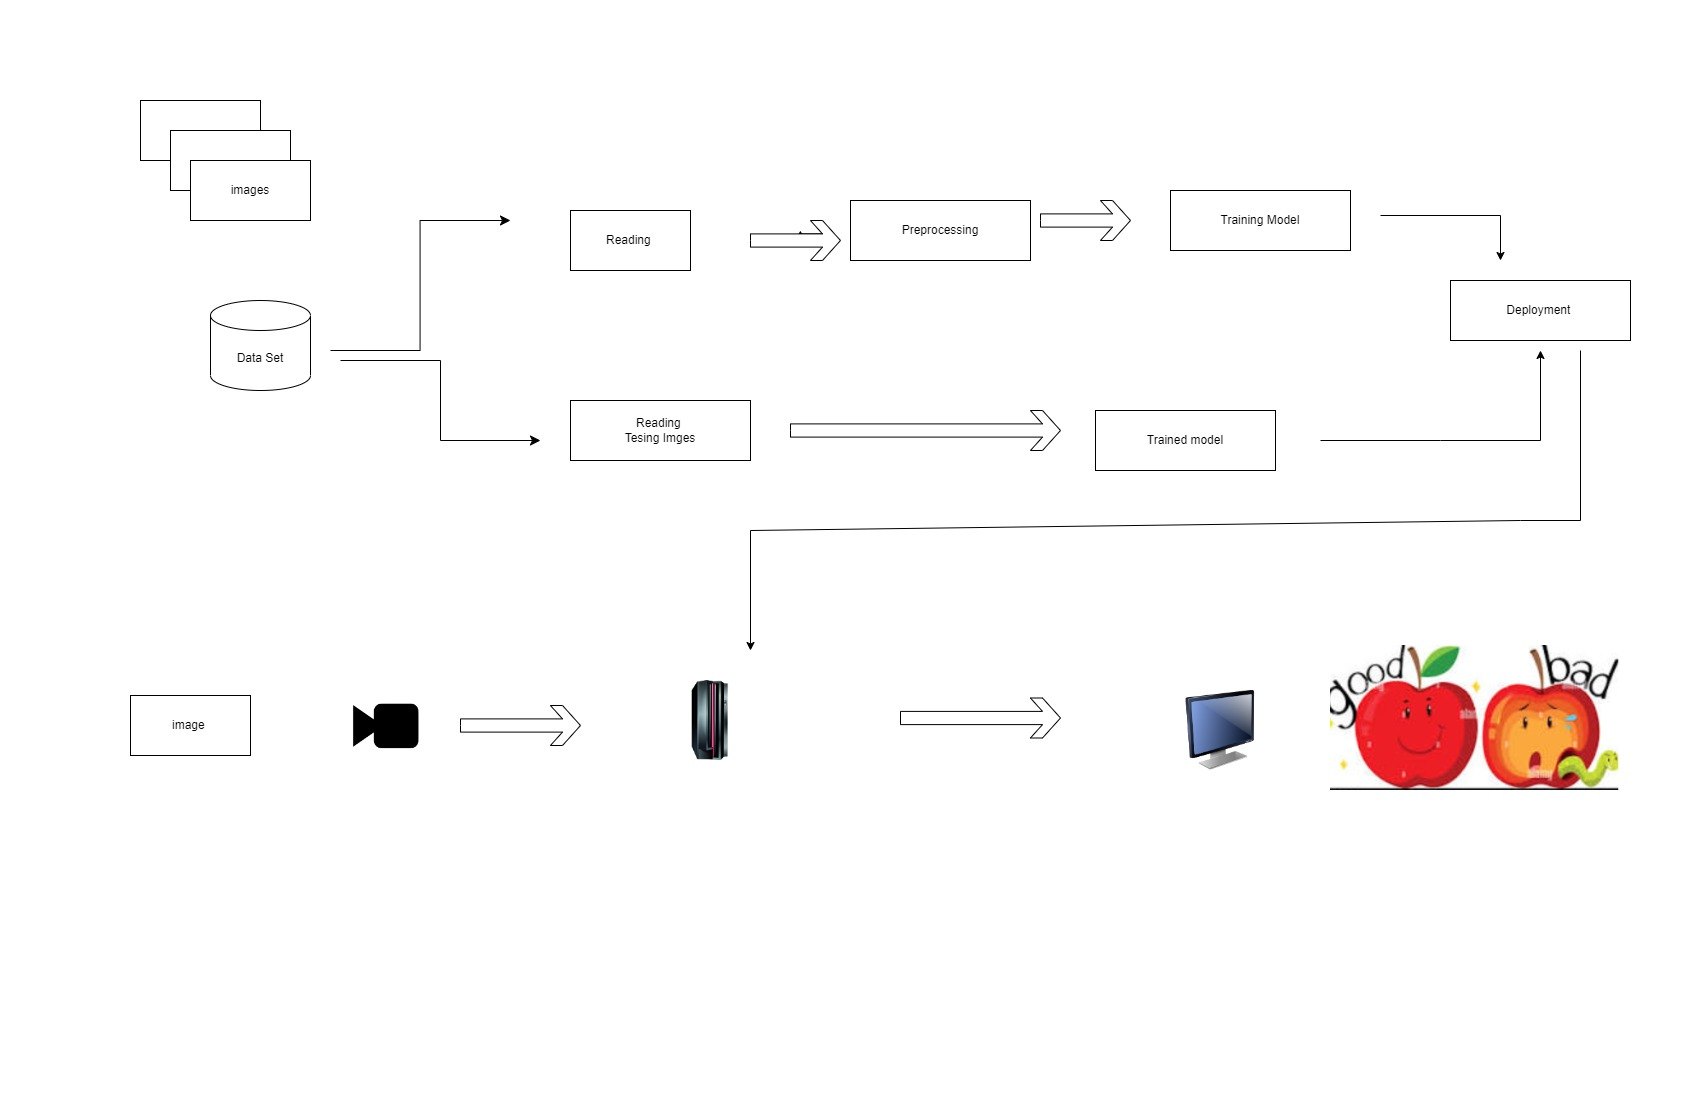 images
Reading
Preprocessing
Training Model
Deployment
Data Set
Reading
Tesing Imges
Trained model
image
good
bad